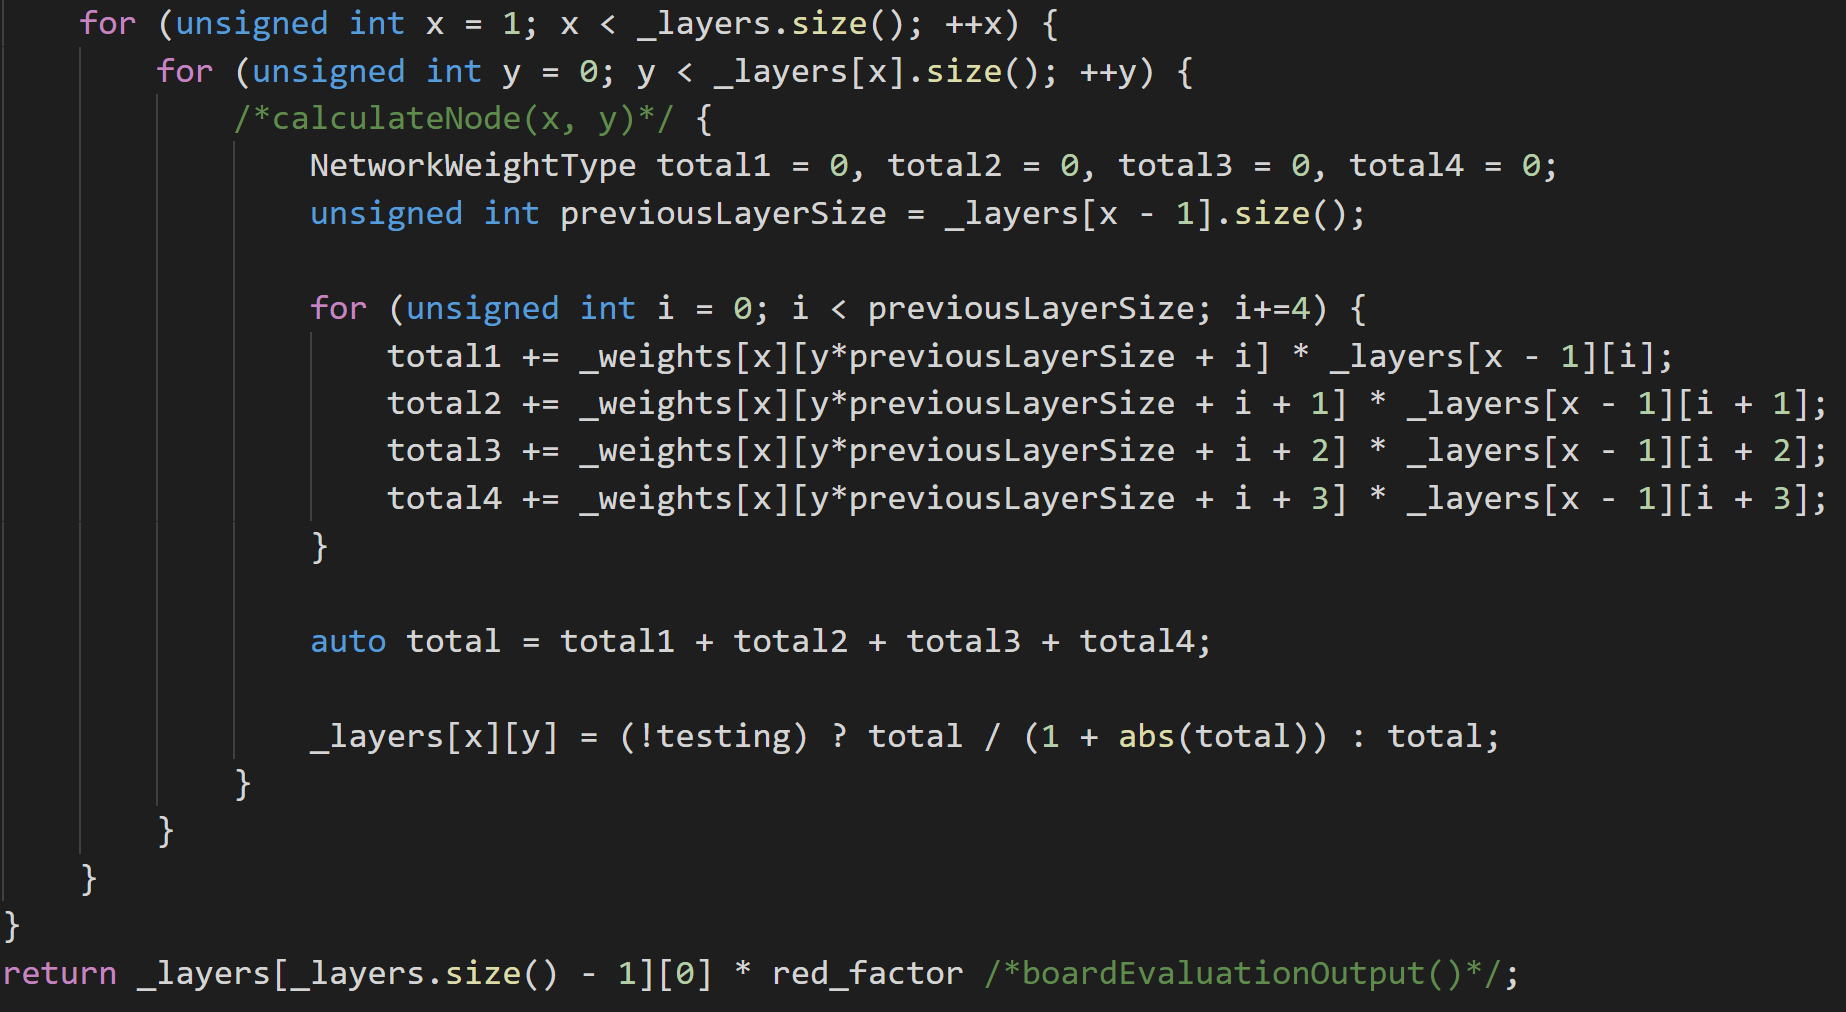 for (unsigned int x = 1; x < _layers.size(); ++x) {
for (unsigned int y = 0; y < _layers[x].size(); ++y) {
/*calculateNode(x, y)*/ {
NetworkWeightType total1 = 0, total2 = 0, total3 = 0, total4 = 0;
unsigned int previousLayerSize = _layers[x - 1].size();
for (unsigned int i = 0; i < previousLayerSize; i+=4) {
total1 += _weights[x][y*previousLayerSize + i] * _layers[x - 1][i];
total2 += _weights[x][y*previousLayerSize + i + 1] * _layers[x - 1][i + 1];
total3 += _weights[x][y*previousLayerSize + i + 2] * _layers[x - 1][i + 2];
total4 += _weights[x][y*previousLayerSize + i + 3] * _layers[x - 1][i + 3];
}
auto total = total1 + total2 + total3 + total4;
_layers[x][y] = (!testing) ? total / (1 + abs(total)) : total;
}
}
}
}
return _layers[_layers.size() - 1][0] * red_factor /*boardEvaluationOutput()*/;